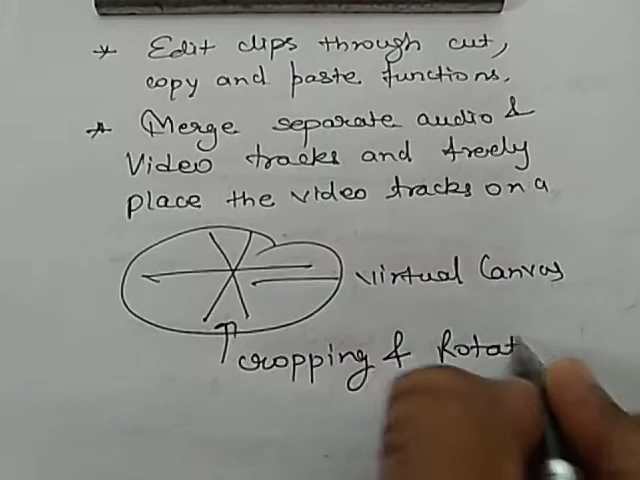 * Edit clips through cut,
copy and paste functions.
* Merge separate audio &
Video tracks and freely
place the video tracks on a
virtual Canvas
cropping & Rotat